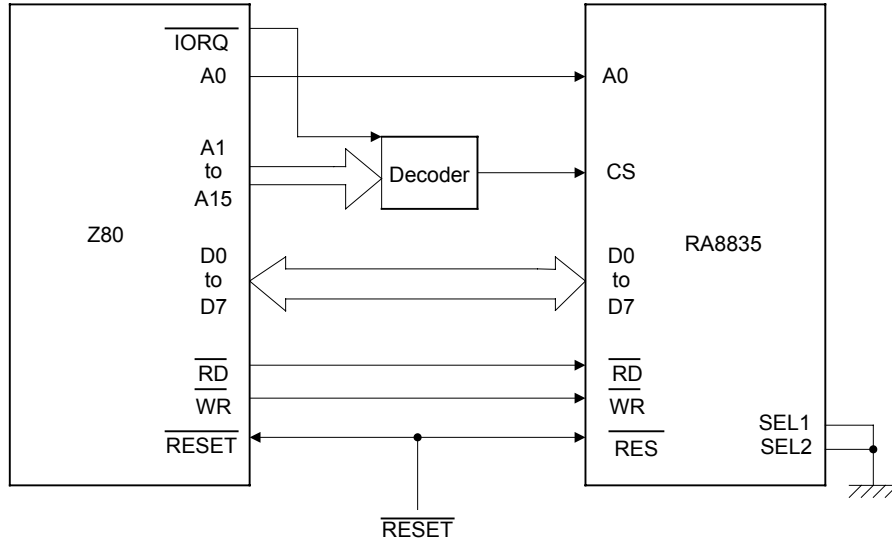 IORQ
A0
A1
to
A15
Z80
D0
to
D7
RD
WR
RESET
Decoder
RESET
A0
CS
RA8835
D0
to
D7
RD
WR
RES
SEL1
SEL2